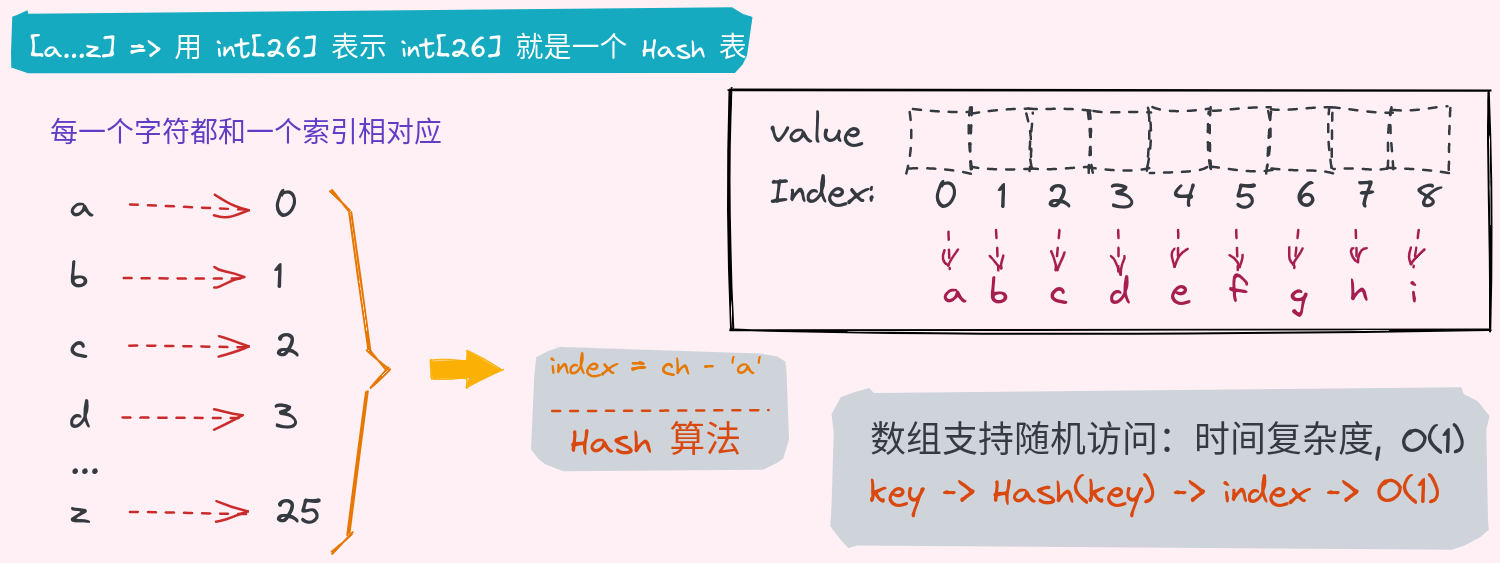 [a...z] => 用 int[26] 表示 int[26] 就是一个 Hash 表
每一个字符都和一个索引相对应
a 0
b 1
c 2
d 3
...
z 25
index = ch - 'a'
Hash 算法
value
Index: 0 1 2 3 4 5 6 7 8
a b c d e f g h i
数组支持随机访问：时间复杂度, O(1)
key -> Hash(key) -> index -> O(1)